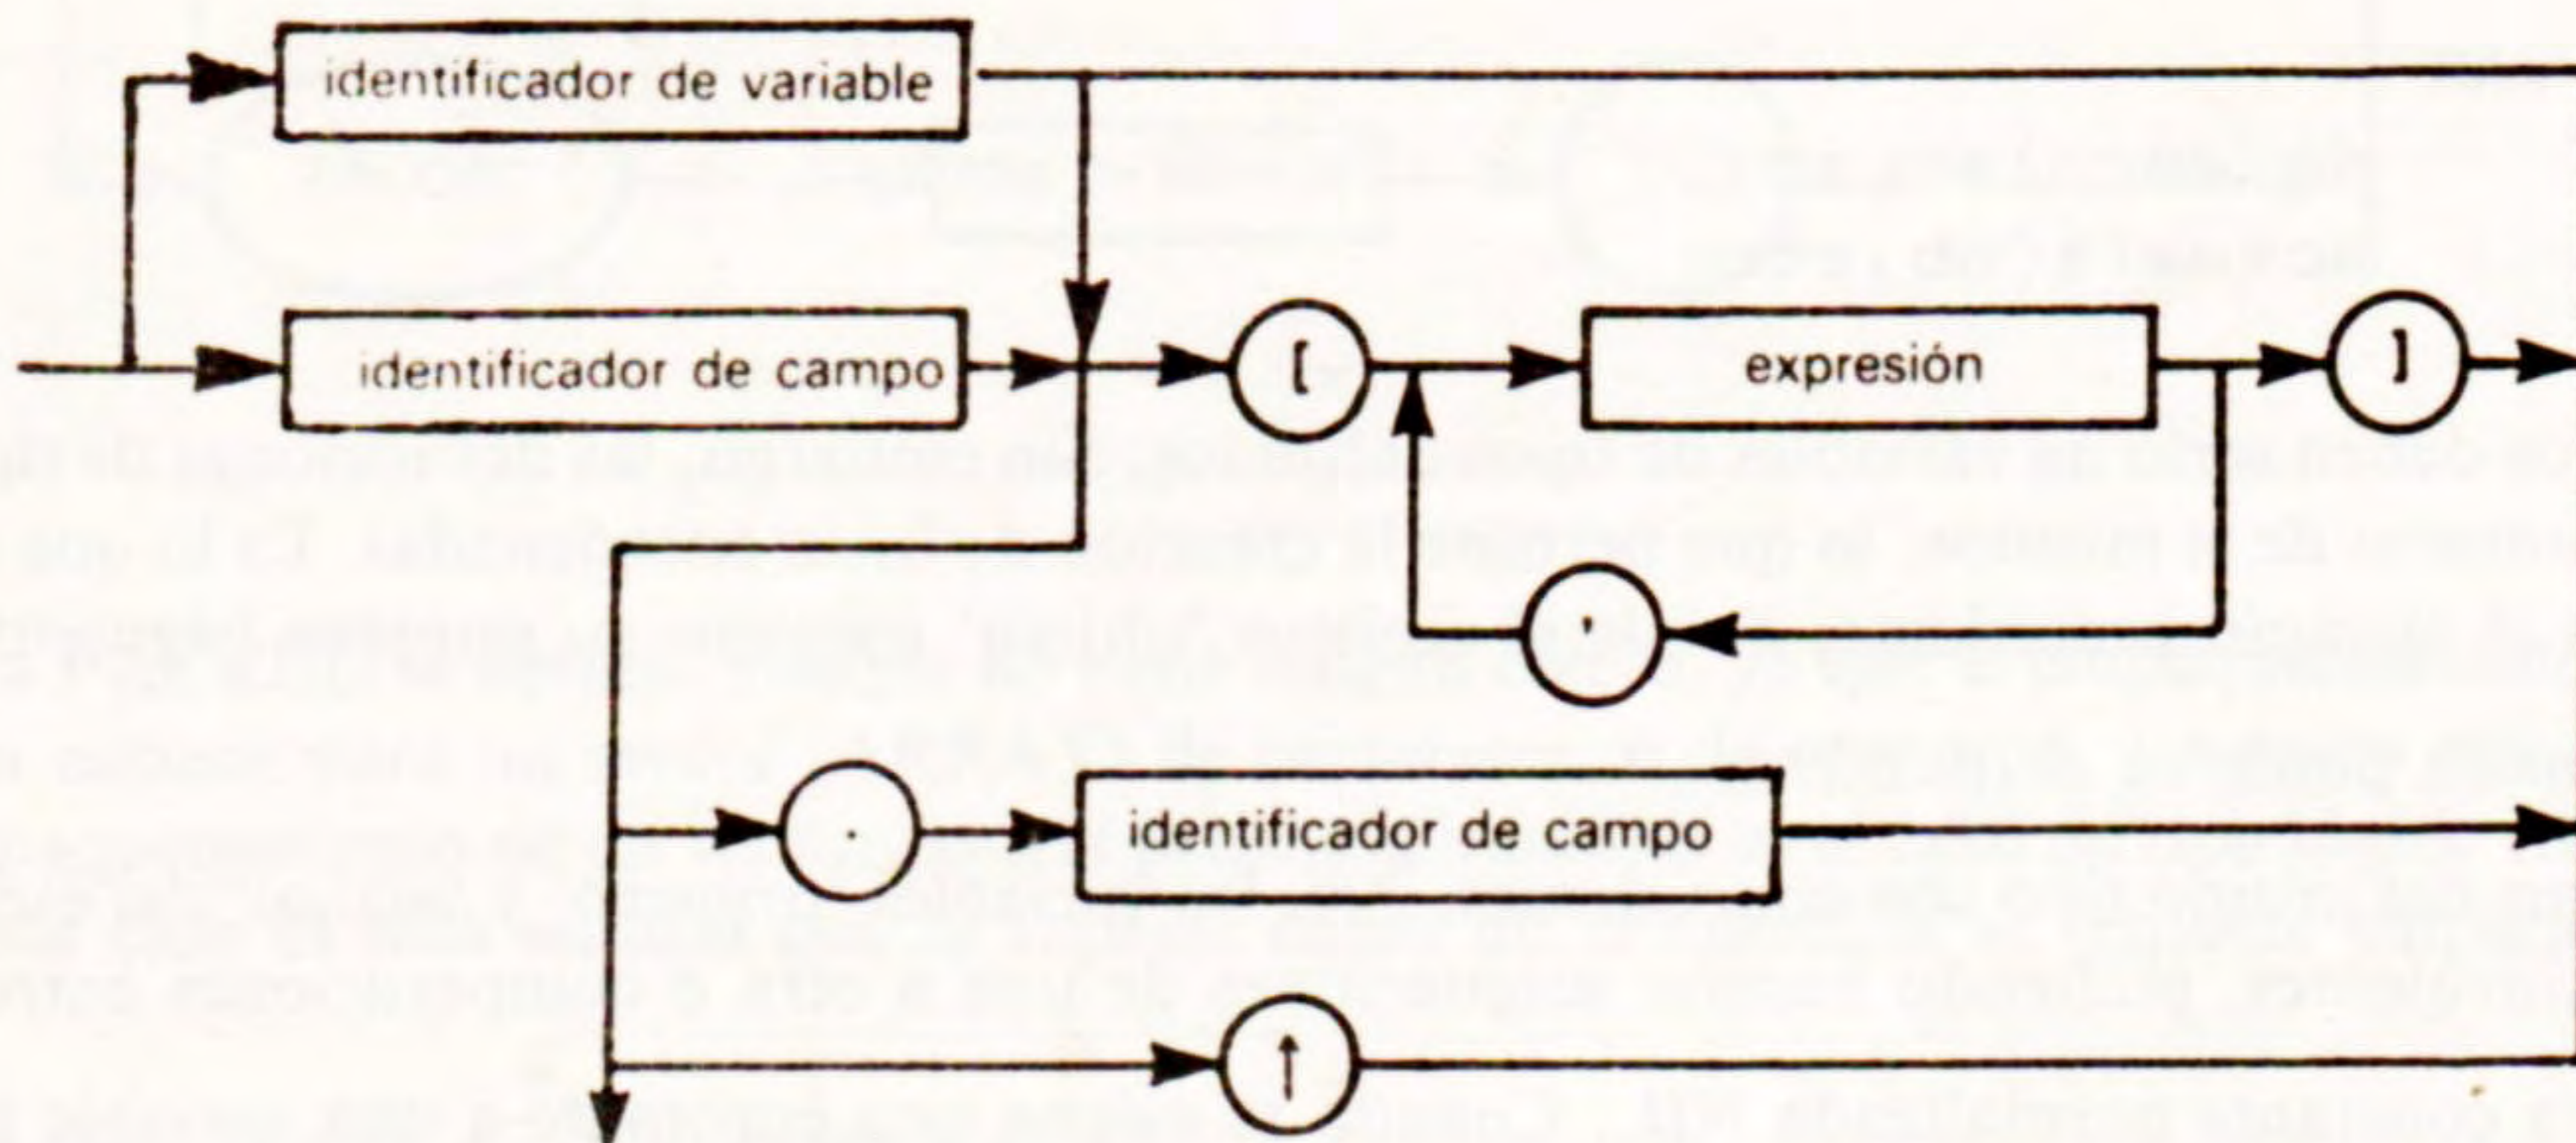 identificador de variable
identificador de campo
[
expresión
]
,
.
identificador de campo
↑